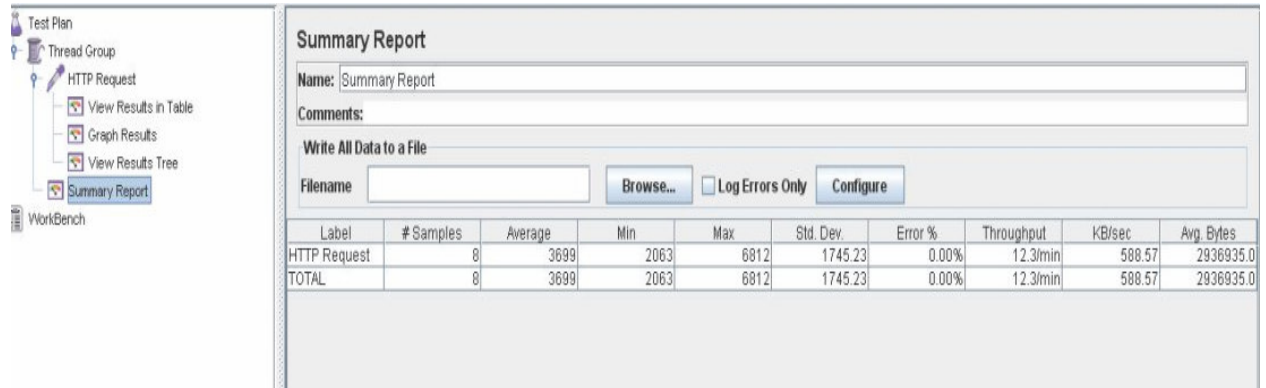 Test Plan
Thread Group
HTTP Request
View Results in Table
Graph Results
View Results Tree
Summary Report
WorkBench
Summary Report
Name: Summary Report
Comments:
Write All Data to a File
Filename Browse... Log Errors Only Configure
Label # Samples Average Min Max Std. Dev. Error % Throughput KB/sec Avg. Bytes
HTTP Request 8 3699 2063 6812 1745.23 0.00% 12.3/min 588.57 2936935.0
TOTAL 8 3699 2063 6812 1745.23 0.00% 12.3/min 588.57 2936935.0